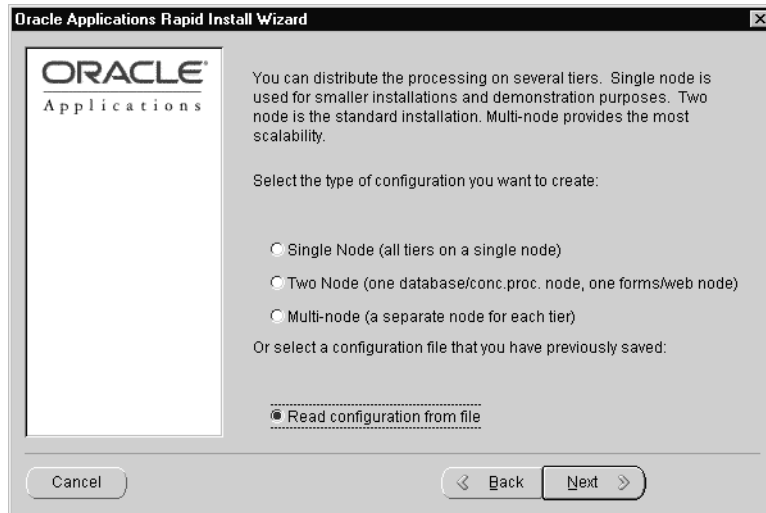 Oracle Applications Rapid Install Wizard
ORACLE
Applications
You can distribute the processing on several tiers. Single node is
used for smaller installations and demonstration purposes. Two
node is the standard installation. Multi-node provides the most
scalability.
Select the type of configuration you want to create:
Single Node (all tiers on a single node)
Two Node (one database/conc.proc. node, one forms/web node)
Multi-node (a separate node for each tier)
Or select a configuration file that you have previously saved:
Read configuration from file
Cancel
Back
Next